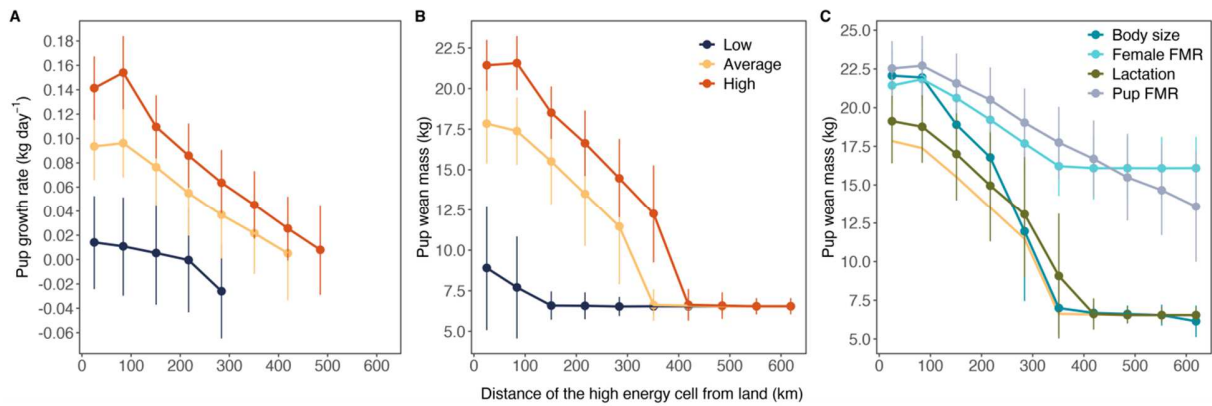 A
Pup growth rate (kg day−1)
0.18
0.16
0.14
0.12
0.10
0.08
0.06
0.04
0.02
0.00
-0.02
-0.04
-0.06
0 100 200 300 400 500 600
B
Pup wean mass (kg)
22.5
20.0
17.5
15.0
12.5
10.0
7.5
5.0
0 100 200 300 400 500 600
Low
Average
High
C
Pup wean mass (kg)
25.0
22.5
20.0
17.5
15.0
12.5
10.0
7.5
5.0
0 100 200 300 400 500 600
Body size
Female FMR
Lactation
Pup FMR
Distance of the high energy cell from land (km)